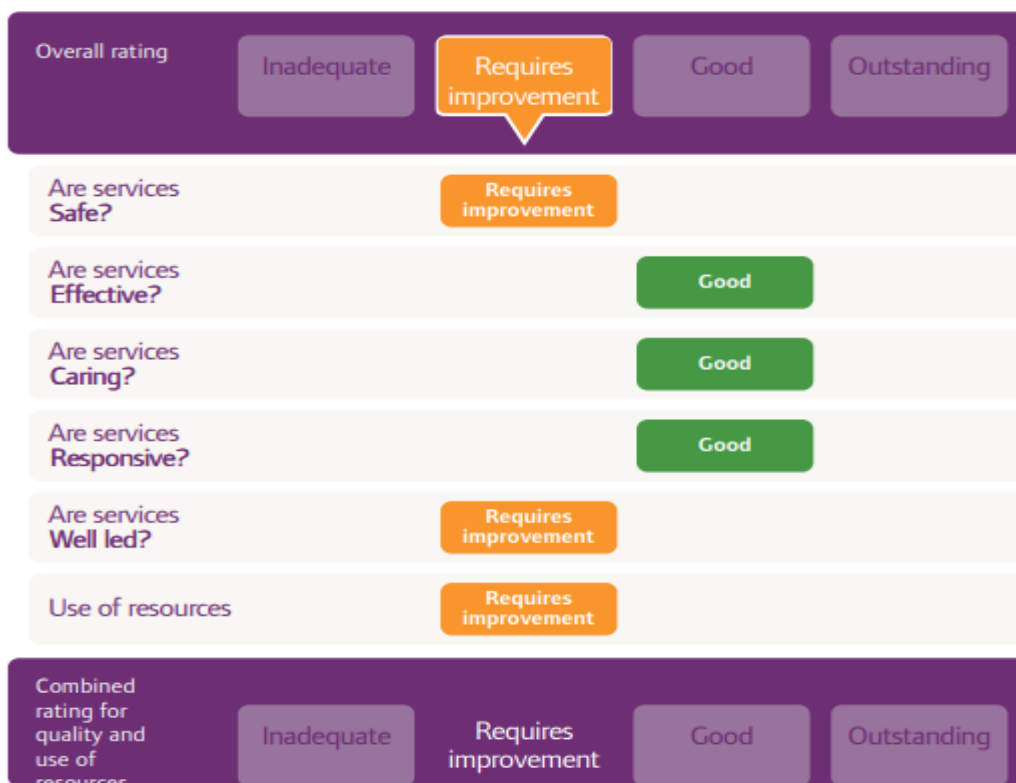 Overall rating
Inadequate
Requires
improvement
Good
Outstanding
Are services
Safe?
Requires
improvement
Are services
Effective?
Good
Are services
Caring?
Good
Are services
Responsive?
Good
Are services
Well led?
Requires
improvement
Use of resources
Requires
improvement
Combined
rating for
quality and
use of
resources
Inadequate
Requires
improvement
Good
Outstanding